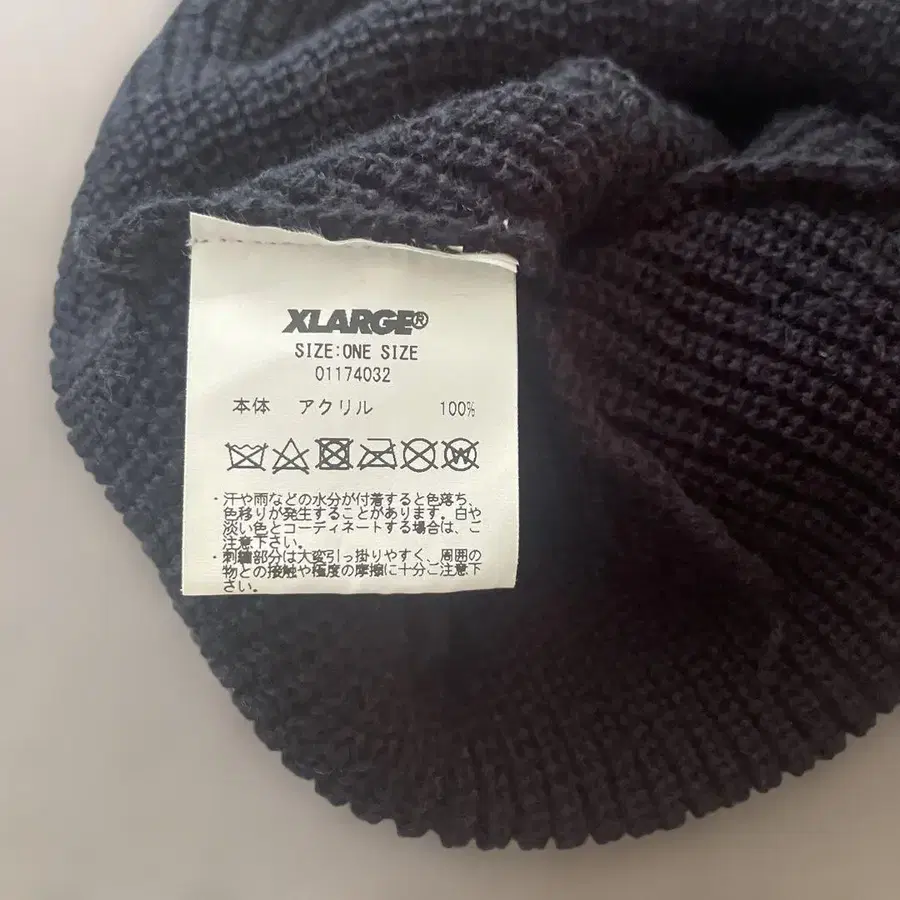 XLARGE®
SIZE:ONE SIZE
01174032
本体 アクリル 100%
W
・汗や雨などの水分が付着すると色落ち、
色移りが発生することがあります。白や
淡い色とコーディネートする場合は、ご
注意下さい。
・刺繍部分は大変引っ掛りやすく、周囲の
物との接触や極度の摩擦に十分ご注意下
さい。